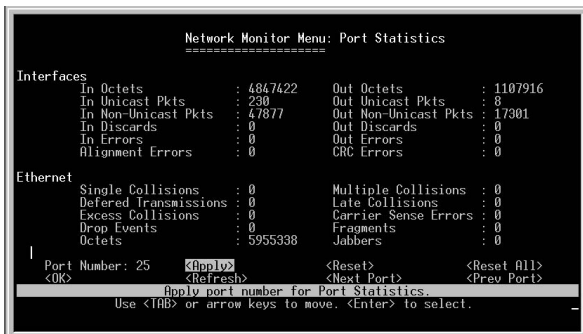 Network Monitor Menu: Port Statistics
=====================
Interfaces
In Octets : 4847422 Out Octets : 1107916
In Unicast Pkts : 230 Out Unicast Pkts : 8
In Non-Unicast Pkts : 47877 Out Non-Unicast Pkts : 17301
In Discards : 0 Out Discards : 0
In Errors : 0 Out Errors : 0
Alignment Errors : 0 CRC Errors : 0
Ethernet
Single Collisions : 0 Multiple Collisions : 0
Defered Transmissions : 0 Late Collisions : 0
Excess Collisions : 0 Carrier Sense Errors : 0
Drop Events : 0 Fragments : 0
Octets : 5955338 Jabbers : 0
Port Number: 25 <Apply> <Reset> <Reset All>
<OK> <Refresh> <Next Port> <Prev Port>
Apply port number for Port Statistics.
Use <TAB> or arrow keys to move. <Enter> to select.